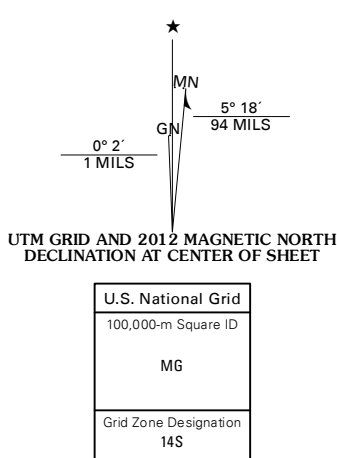 ★
MN
5° 18´
94 MILS
GN
0° 2´
1 MILS
UTM GRID AND 2012 MAGNETIC NORTH
DECLINATION AT CENTER OF SHEET
U.S. National Grid
100,000-m Square ID
MG
Grid Zone Designation
14S